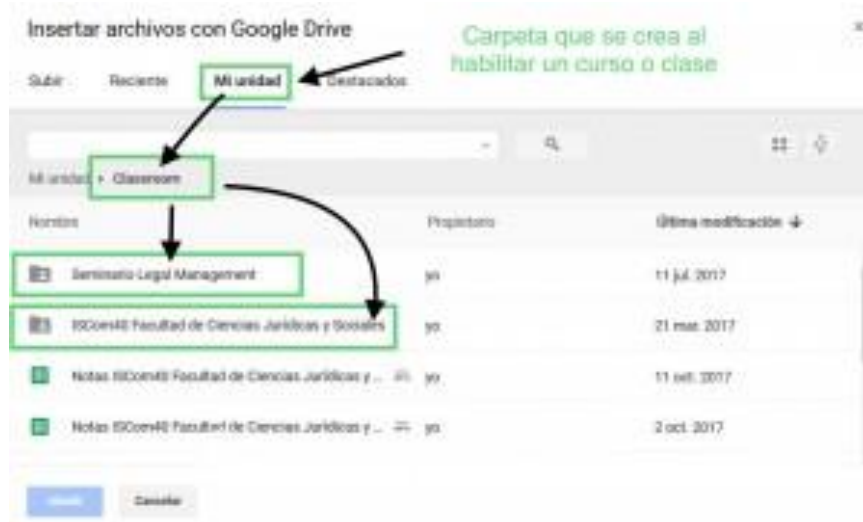 Insertar archivos con Google Drive
Carpeta que se crea al
habilitar un curso o clase
Subir Reciente Mi unidad Destacados
Mi unidad Classroom
Nombre Propietario Última modificación
Seminario Legal Management yo 11 jul. 2017
ISCom40 Facultad de Ciencias Jurídicas y Sociales yo 21 mar. 2017
Notas ISCom40 Facultad de Ciencias Jurídicas y ... yo 11 oct. 2017
Notas ISCom40 Facultad de Ciencias Jurídicas y ... yo 2 oct. 2017
Cancelar